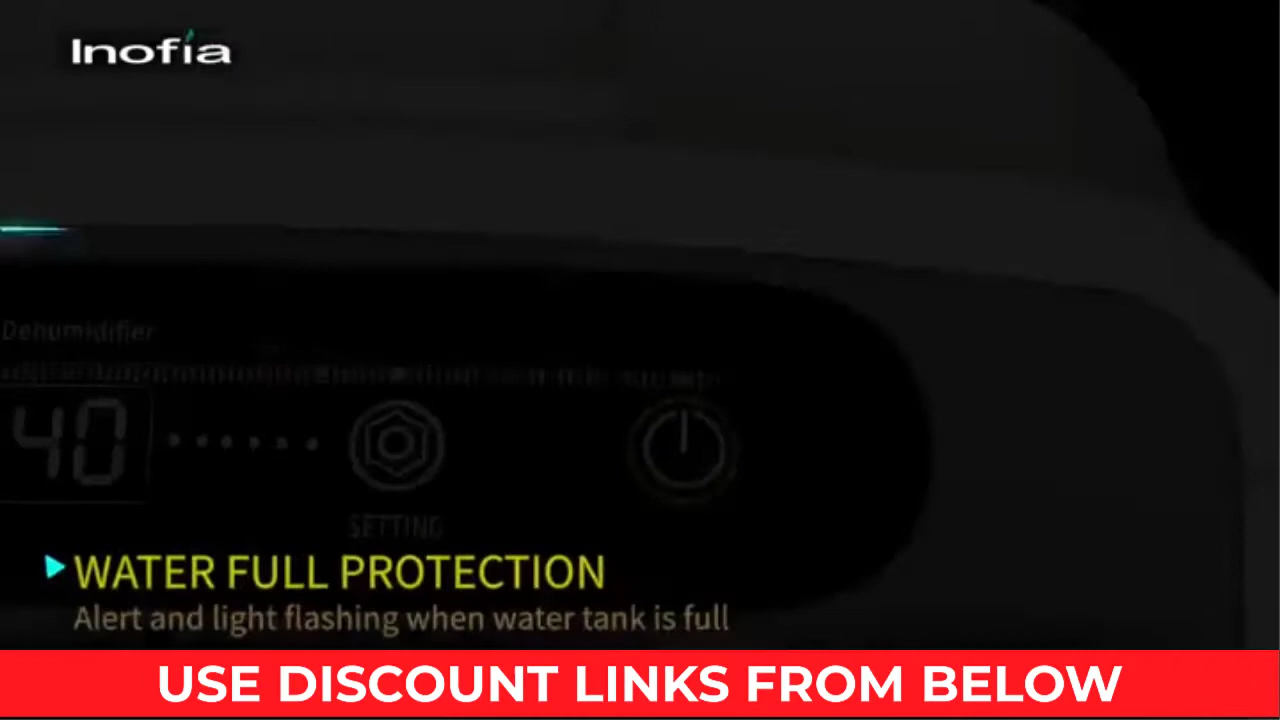 Inofia
Dehumidifier
40
SETTING
WATER FULL PROTECTION
Alert and light flashing when water tank is full
USE DISCOUNT LINKS FROM BELOW